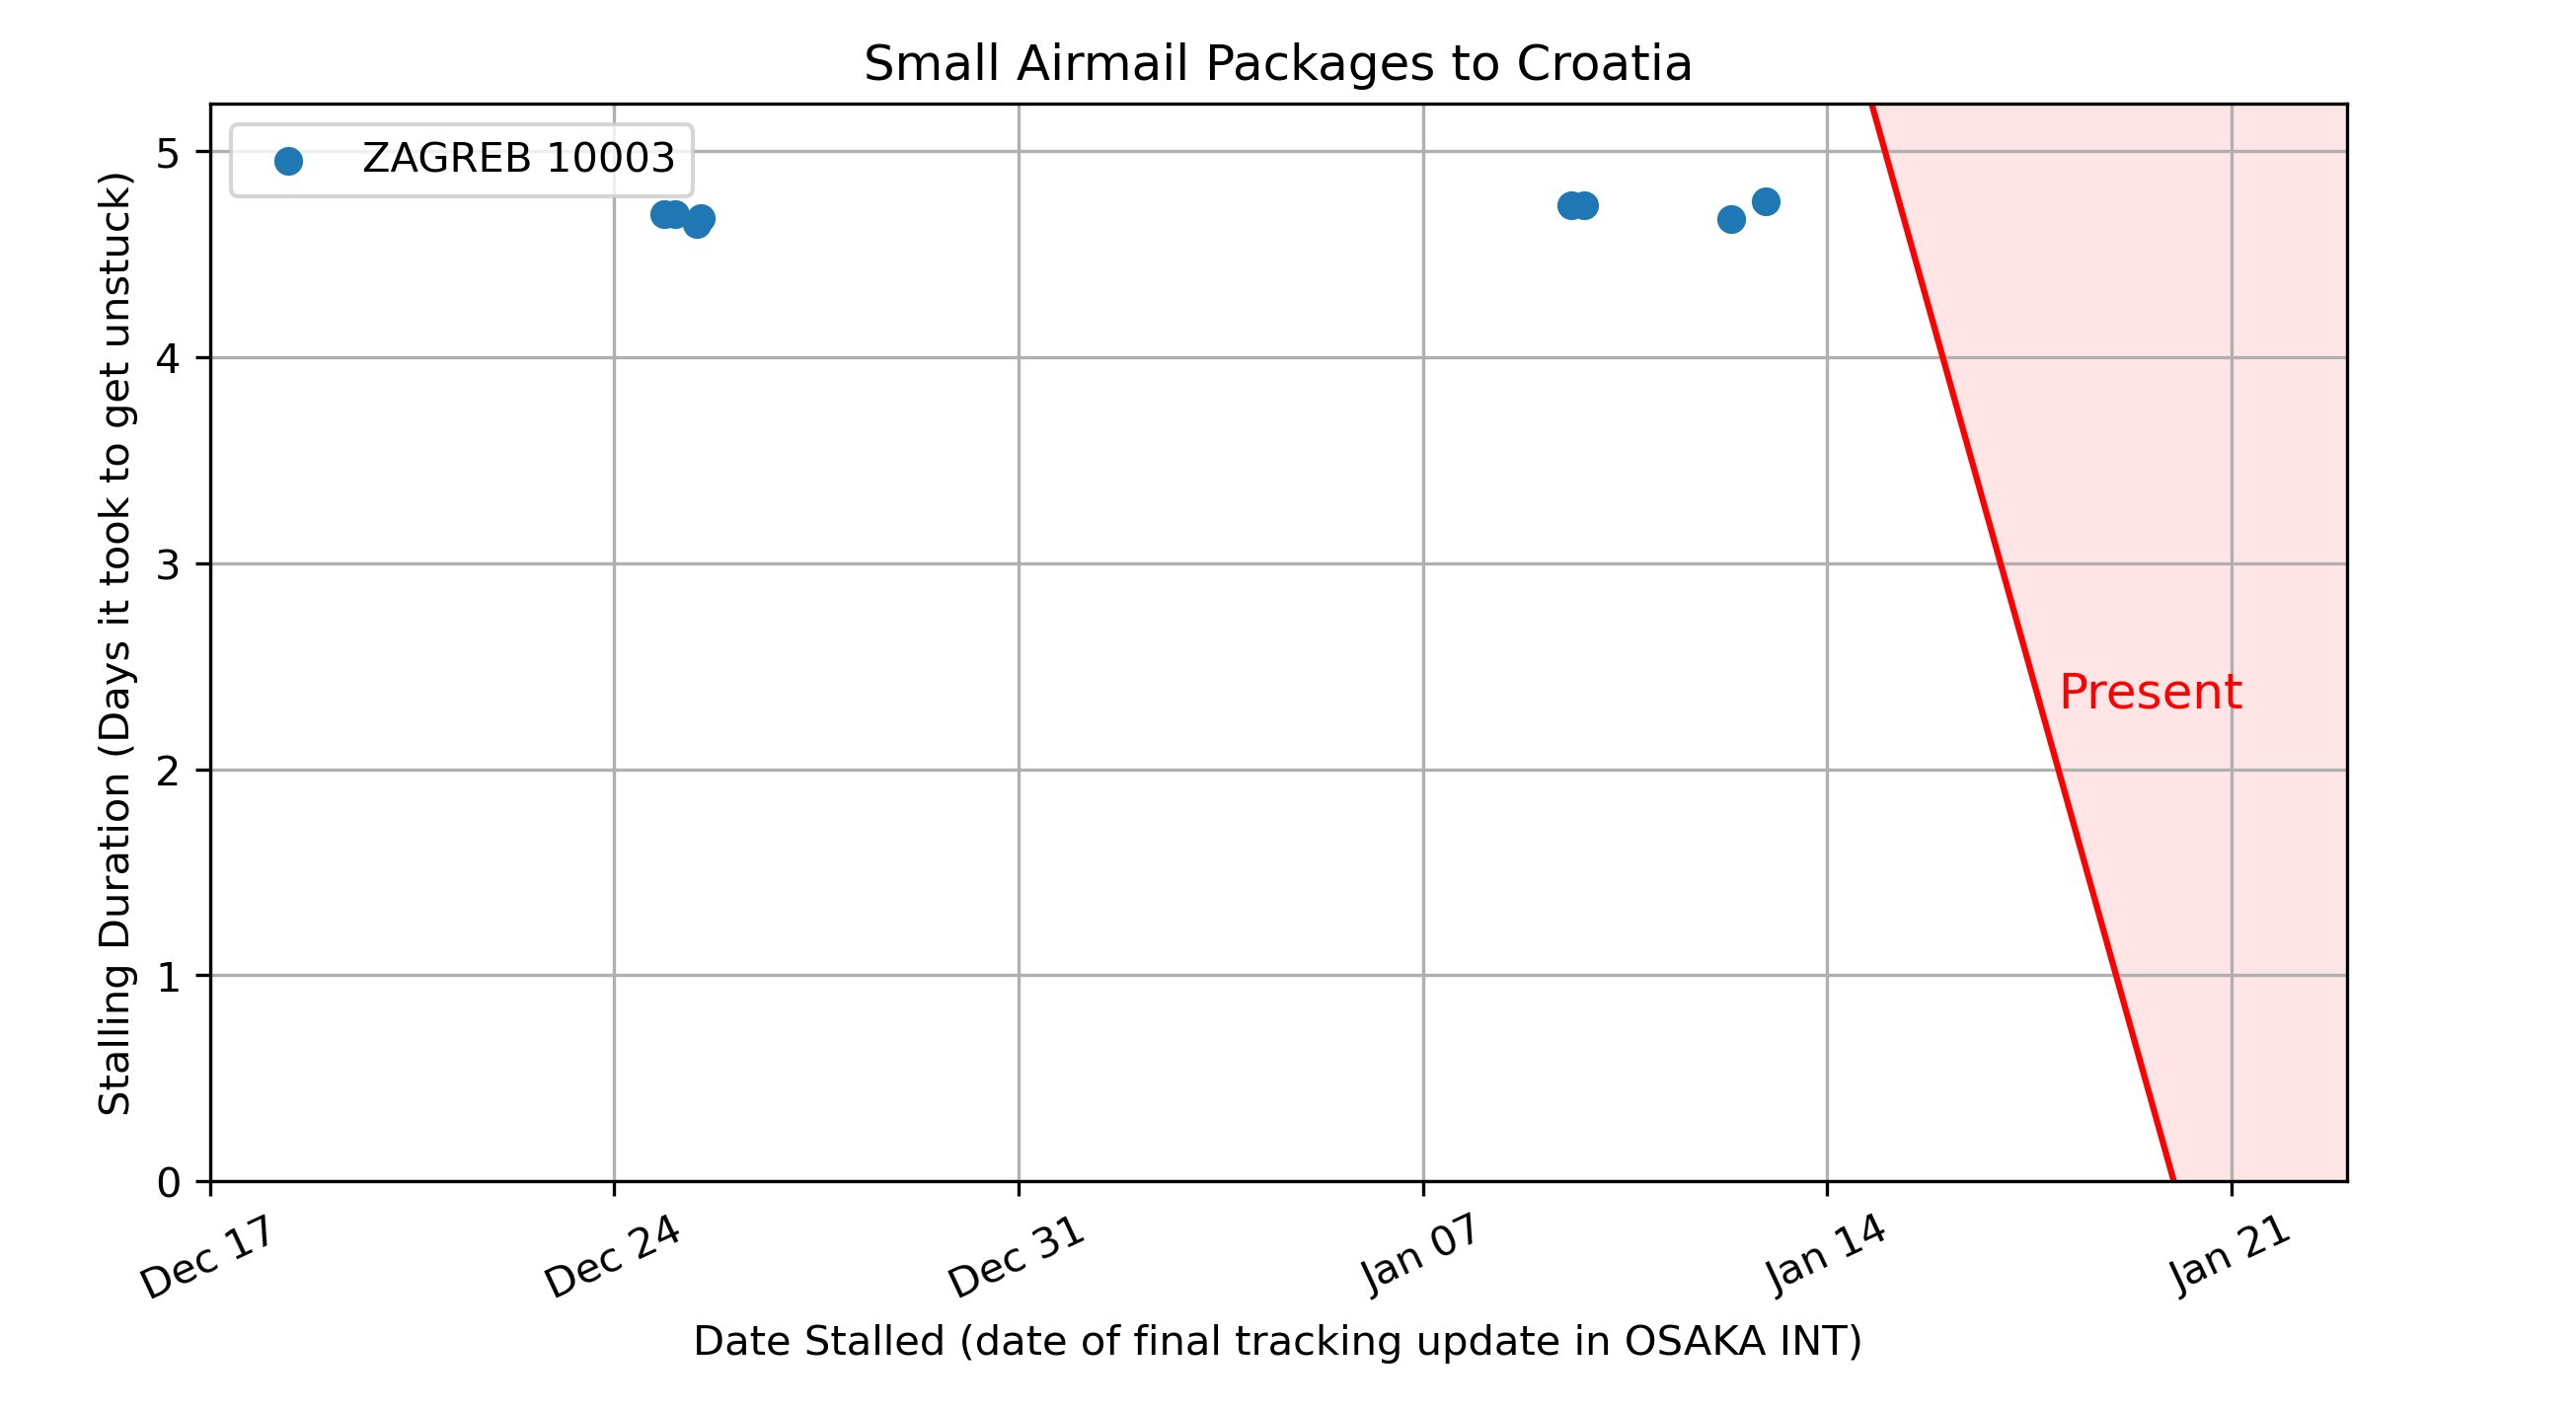 Small Airmail Packages to Croatia
ZAGREB 10003
Stalling Duration (Days it took to get unstuck)
5
4
3
2
1
0
Present
Dec 17
Dec 24
Dec 31
Jan 07
Jan 14
Jan 21
Date Stalled (date of final tracking update in OSAKA INT)